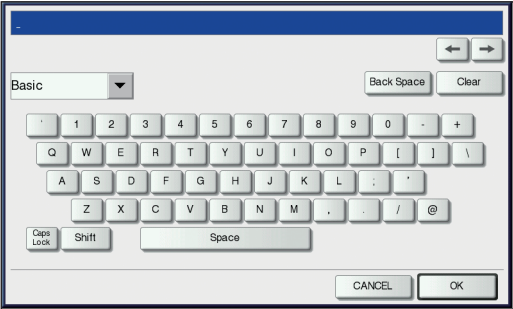 _
Basic
Back Space Clear
` 1 2 3 4 5 6 7 8 9 0 - +
Q W E R T Y U I O P [ ] \
A S D F G H J K L ; '
Z X C V B N M , . / @
Caps Lock Shift Space
CANCEL OK